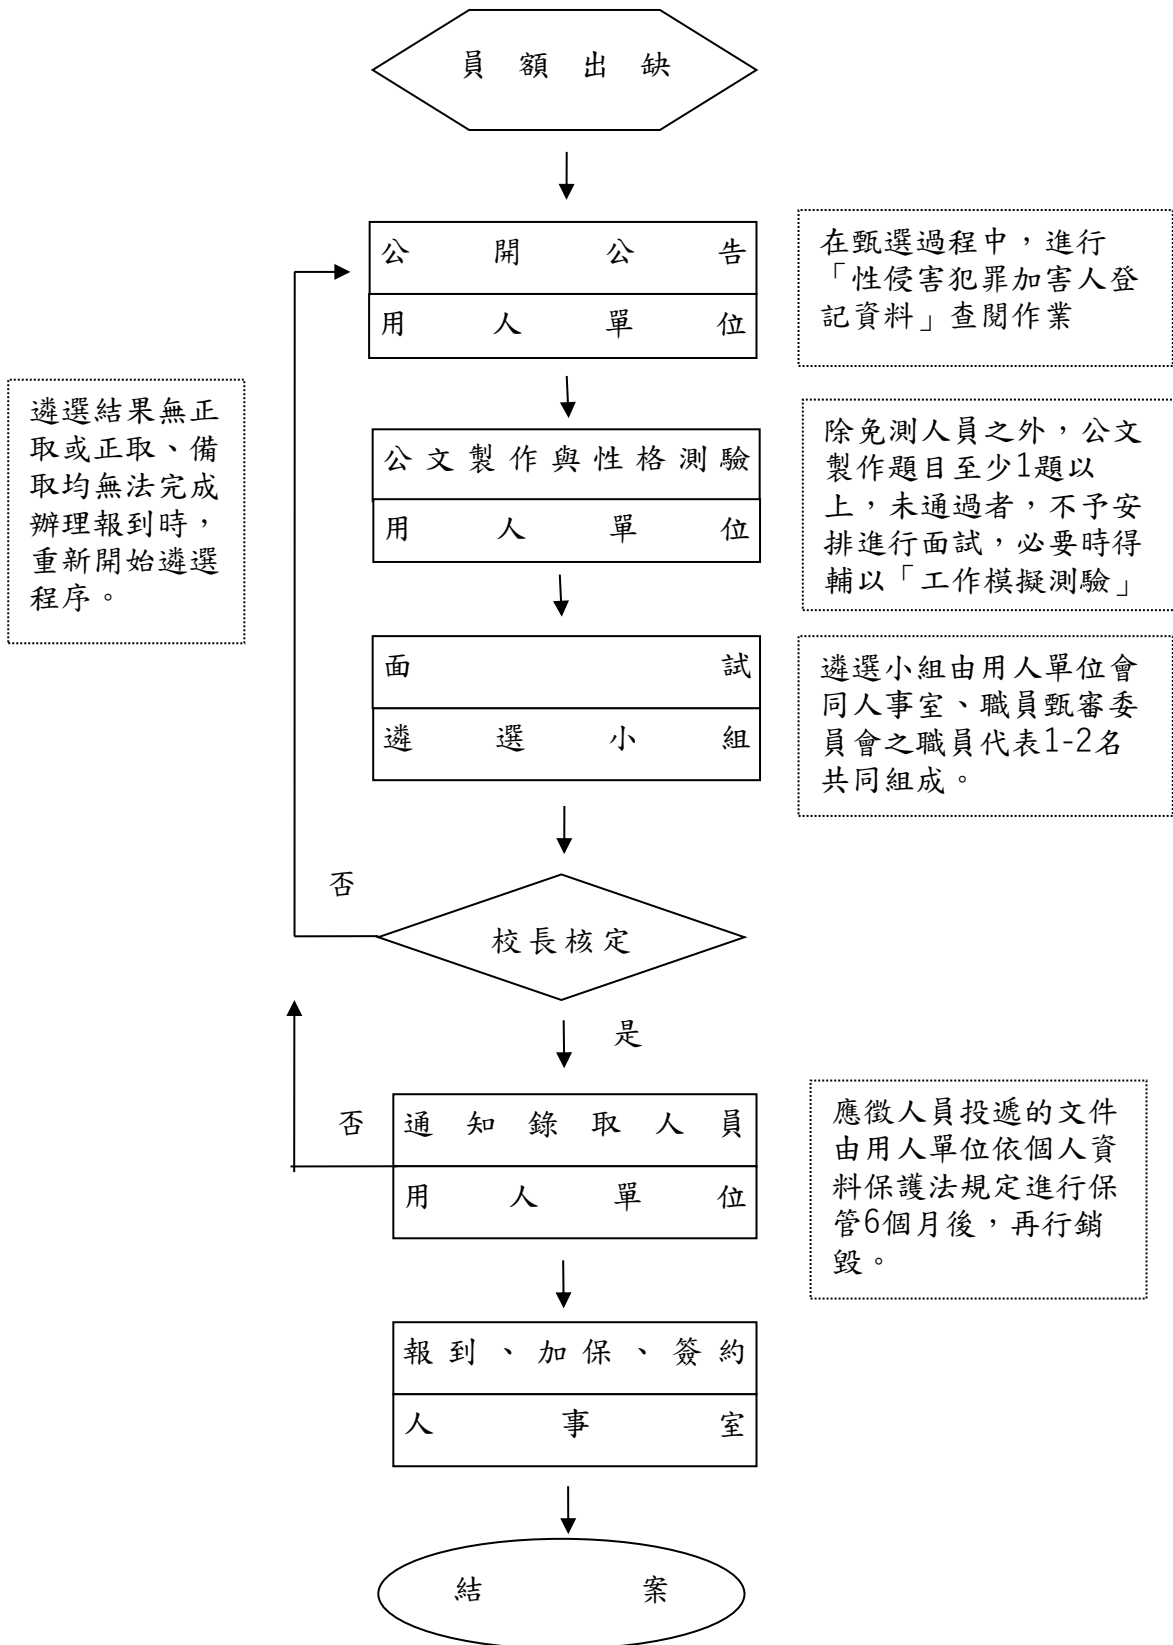 員額出缺
公開公告
用人單位
在甄選過程中，進行
「性侵害犯罪加害人登
記資料」查閱作業
遴選結果無正
取或正取、備
取均無法完成
辦理報到時，
重新開始遴選
程序。
公文製作與性格測驗
用人單位
除免測人員之外，公文
製作題目至少1題以
上，未通過者，不予安
排進行面試，必要時得
輔以「工作模擬測驗」
面試
遴選小組
遴選小組由用人單位會
同人事室、職員甄審委
員會之職員代表1-2名
共同組成。
否
校長核定
是
否
通知錄取人員
用人單位
應徵人員投遞的文件
由用人單位依個人資
料保護法規定進行保
管6個月後，再行銷
毀。
報到、加保、簽約
人事室
結案